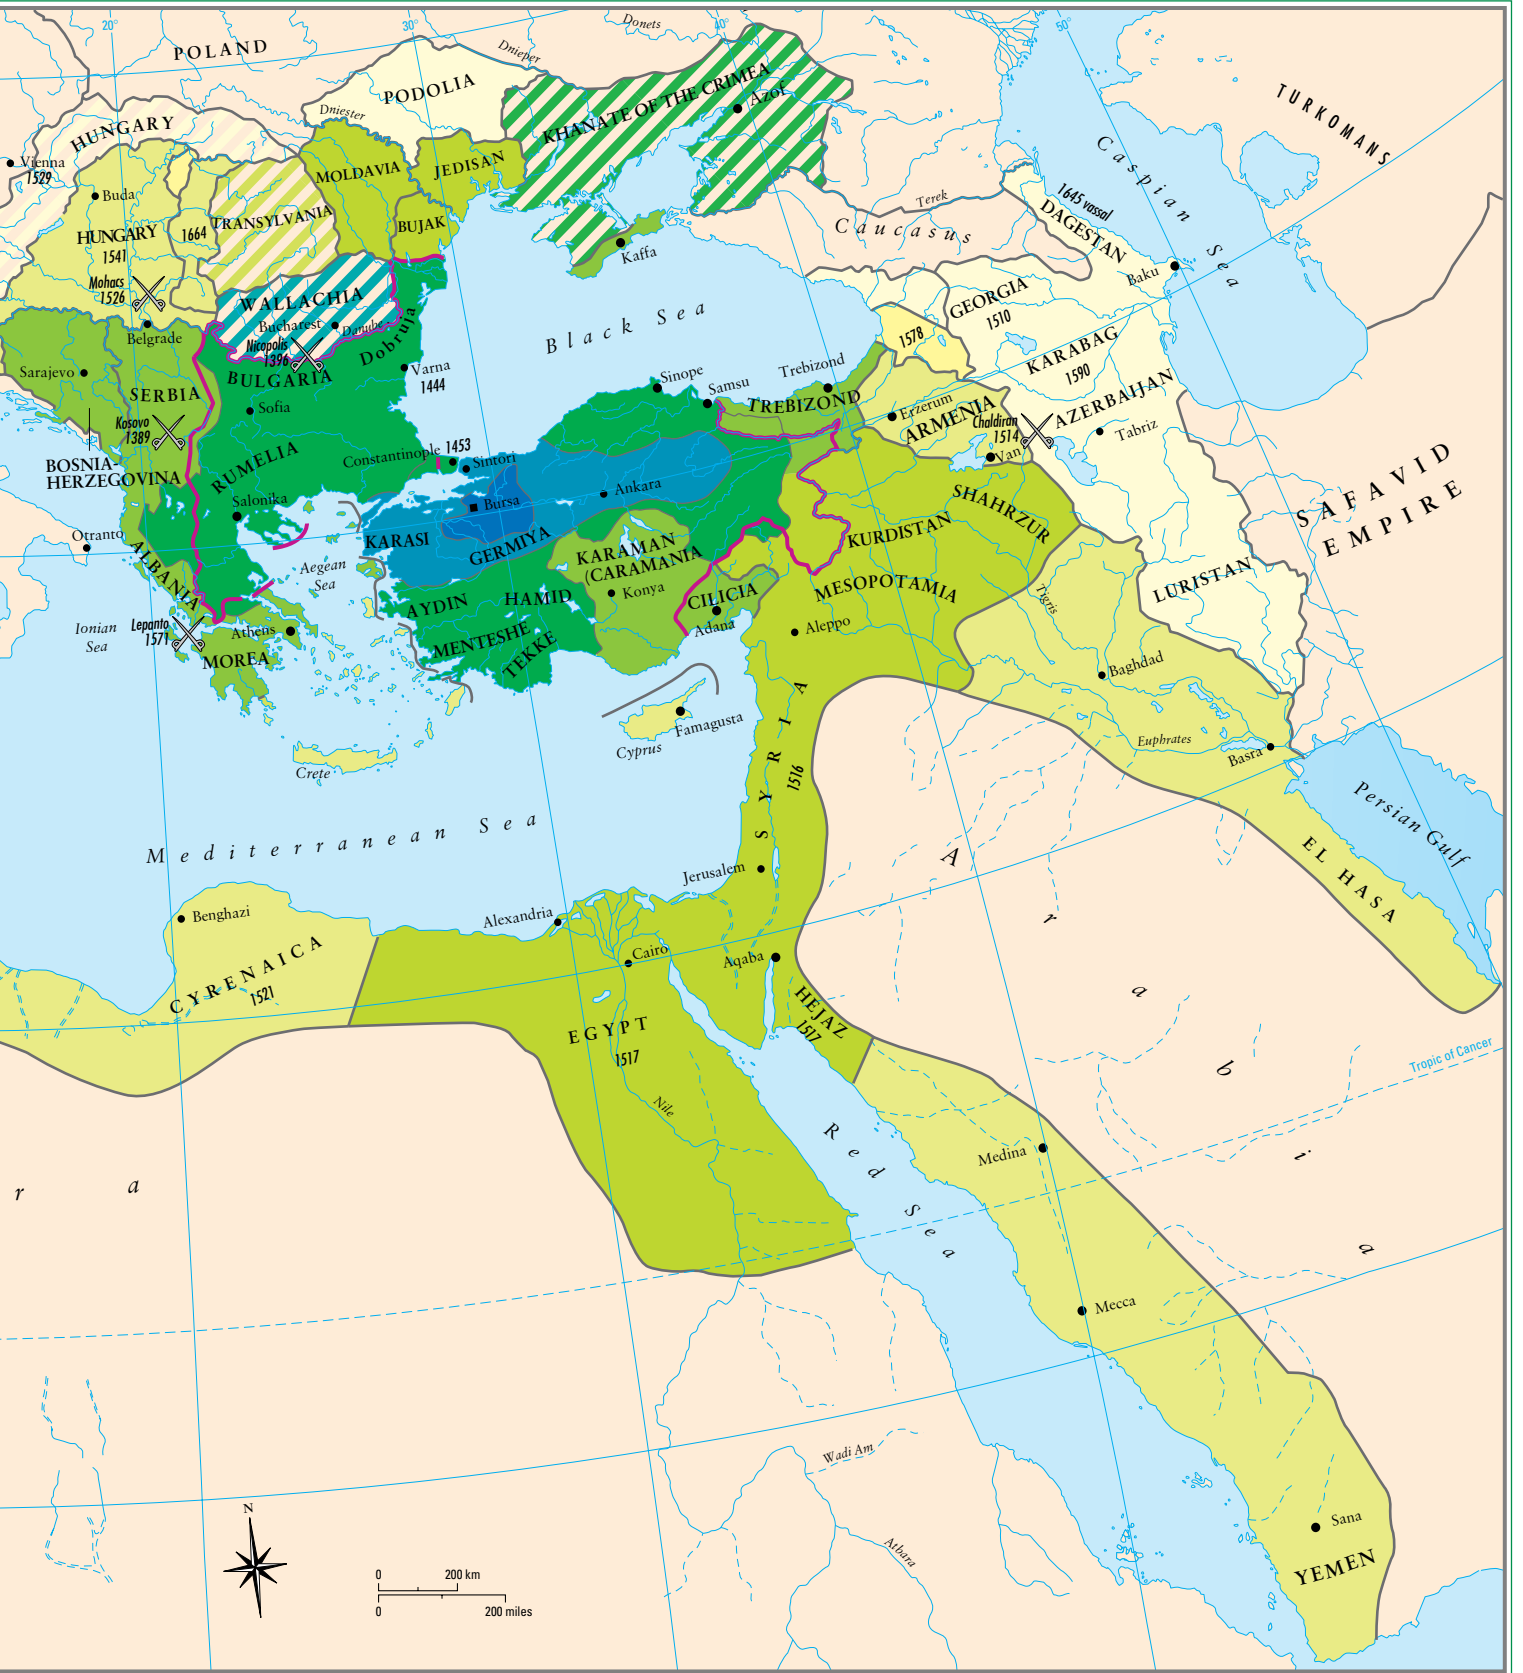 20°
30°
40°
50°
POLAND
Donets
Dnieper
PODOLIA
Dniester
KHANATE OF THE CRIMEA
Azof
TURKOMANS
HUNGARY
Vienna
1529
Buda
HUNGARY
1541
1664
TRANSYLVANIA
MOLDAVIA
JEDISAN
BUJAK
Kaffa
Terek
Caucasus
Caspian Sea
1645 vassal
DAGESTAN
Baku
Mohacs
1526
Belgrade
WALLACHIA
Bucharest
Danube
Nicopolis
1396
Dobruja
BULGARIA
Varna
1444
Black Sea
GEORGIA
1510
1578
KARABAG
1590
AZERBAIJAN
Tabriz
Sarajevo
SERBIA
Kosovo
1389
Sofia
BOSNIA-
HERZEGOVINA
RUMELIA
Salonika
Constantinople 1453
Sintori
Bursa
Ankara
Sinope
Samsu
Trebizond
TREBIZOND
Erzerum
ARMENIA
Chaldiran
1514
Van
SAFAVID
EMPIRE
SHAHRZUR
KURDISTAN
MESOPOTAMIA
LURISTAN
Tigris
Otranto
ALBANIA
Aegean
Sea
KARASI
GERMIYA
KARAMAN
(CARAMANIA
Konya
AYDIN
HAMID
MENTESHE
TEKKE
CILICIA
Adana
Aleppo
Ionian
Sea
Lepanto
1571
Athens
MOREA
Crete
Cyprus
Famagusta
Baghdad
Euphrates
Basra
Persian Gulf
EL HASA
SYRIA
1516
Mediterranean Sea
Jerusalem
Benghazi
CYRENAICA
1521
Alexandria
Cairo
Aqaba
HEJAZ
1517
EGYPT
1517
Nile
Arabia
Tropic of Cancer
r a
Red Sea
Medina
Mecca
Wadi Am
Atbara
Sana
YEMEN
N
0 200 km
0 200 miles